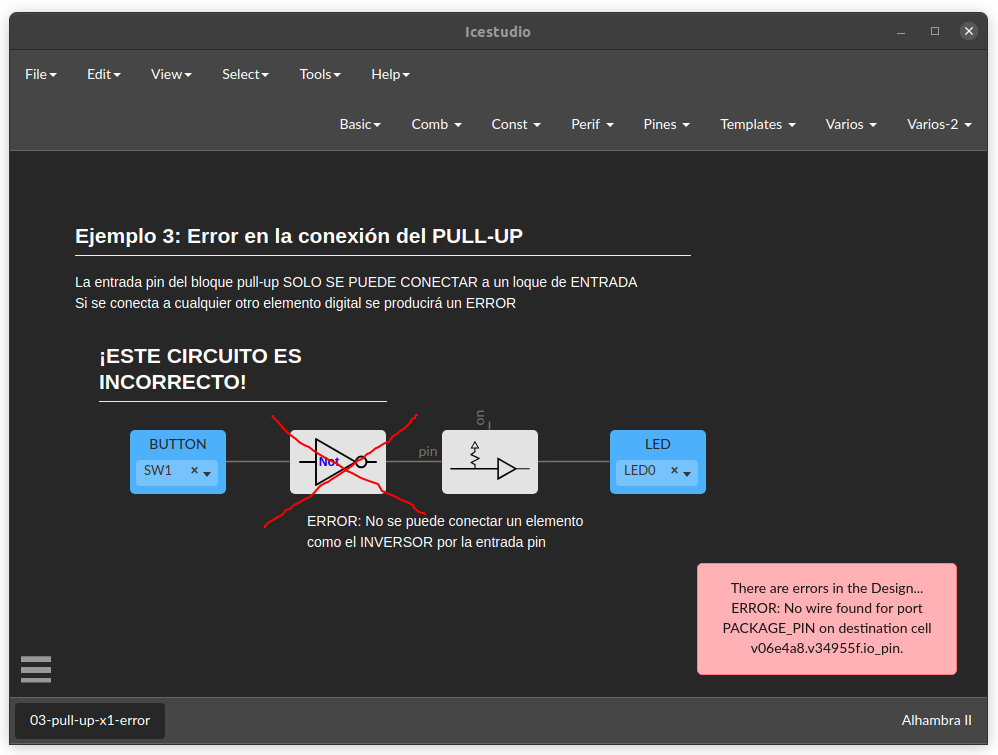 Icestudio
File Edit View Select Tools Help
Basic Comb Const Perif Pines Templates Varios Varios-2
Ejemplo 3: Error en la conexión del PULL-UP
La entrada pin del bloque pull-up SOLO SE PUEDE CONECTAR a un loque de ENTRADA
Si se conecta a cualquier otro elemento digital se producirá un ERROR
¡ESTE CIRCUITO ES
INCORRECTO!
on
BUTTON
SW1
Not
pin
LED
LED0
ERROR: No se puede conectar un elemento
como el INVERSOR por la entrada pin
There are errors in the Design...
ERROR: No wire found for port
PACKAGE_PIN on destination cell
v06e4a8.v34955f.io_pin.
03-pull-up-x1-error
Alhambra II